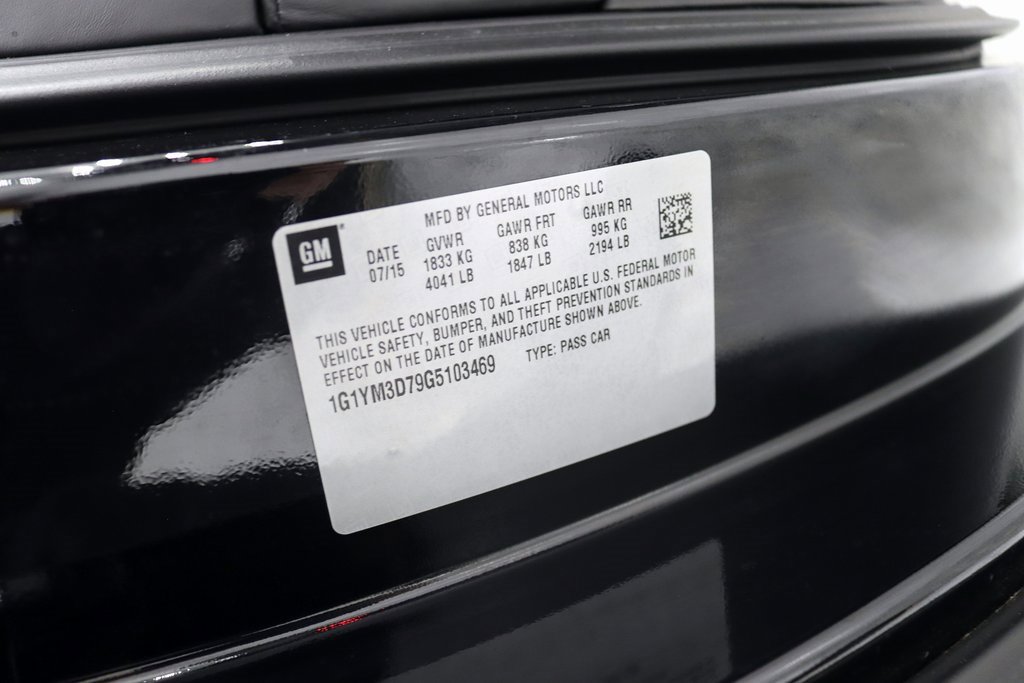 MFD BY GENERAL MOTORS LLC
GM
DATE GVWR GAWR FRT GAWR RR
07/15 1833 KG 838 KG 995 KG
4041 LB 1847 LB 2194 LB
THIS VEHICLE CONFORMS TO ALL APPLICABLE U.S. FEDERAL MOTOR
VEHICLE SAFETY, BUMPER, AND THEFT PREVENTION STANDARDS IN
EFFECT ON THE DATE OF MANUFACTURE SHOWN ABOVE.
1G1YM3D79G5103469 TYPE: PASS CAR